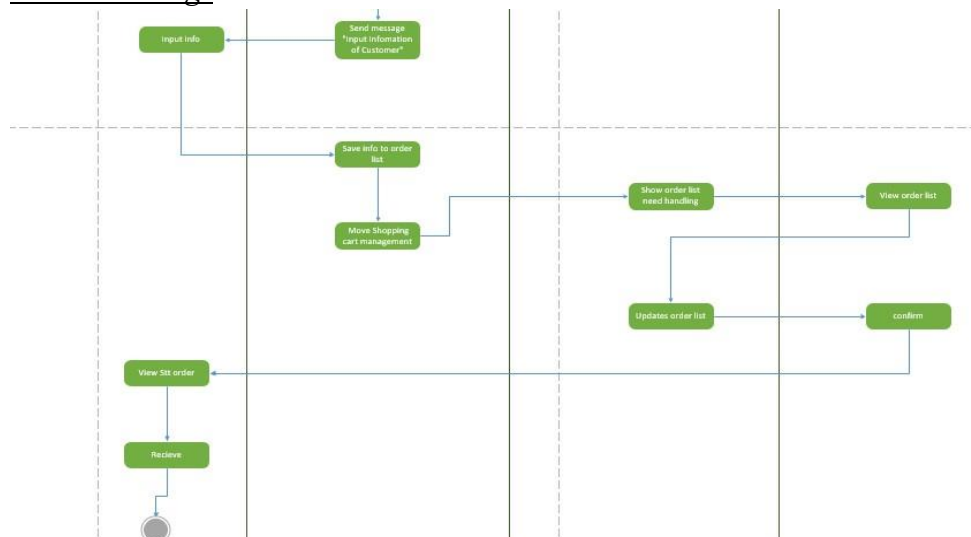 Send message
"Input Infomation
of Customer"
Input Info
Save info to order
list
Move Shopping
cart management
Show order list
need handling
View order list
Updates order list
confirm
View Stt order
Recieve